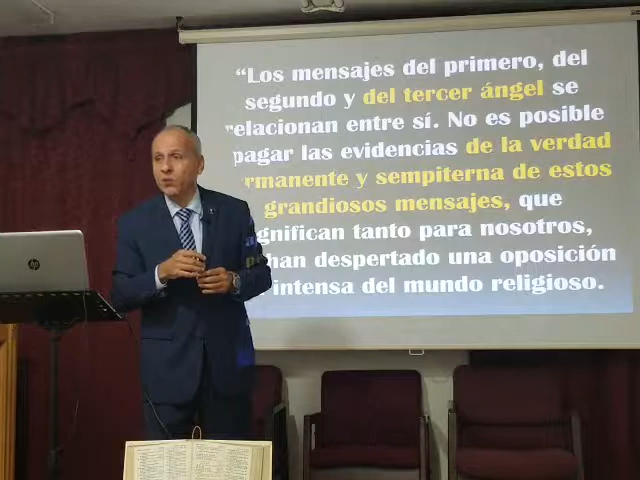 “Los mensajes del primero, del
segundo y del tercer ángel se
relacionan entre sí. No es posible
pagar las evidencias de la verdad
rmanente y sempiterna de estos
grandiosos mensajes, que
gnifican tanto para nosotros,
han despertado una oposición
intensa del mundo religioso.
hp